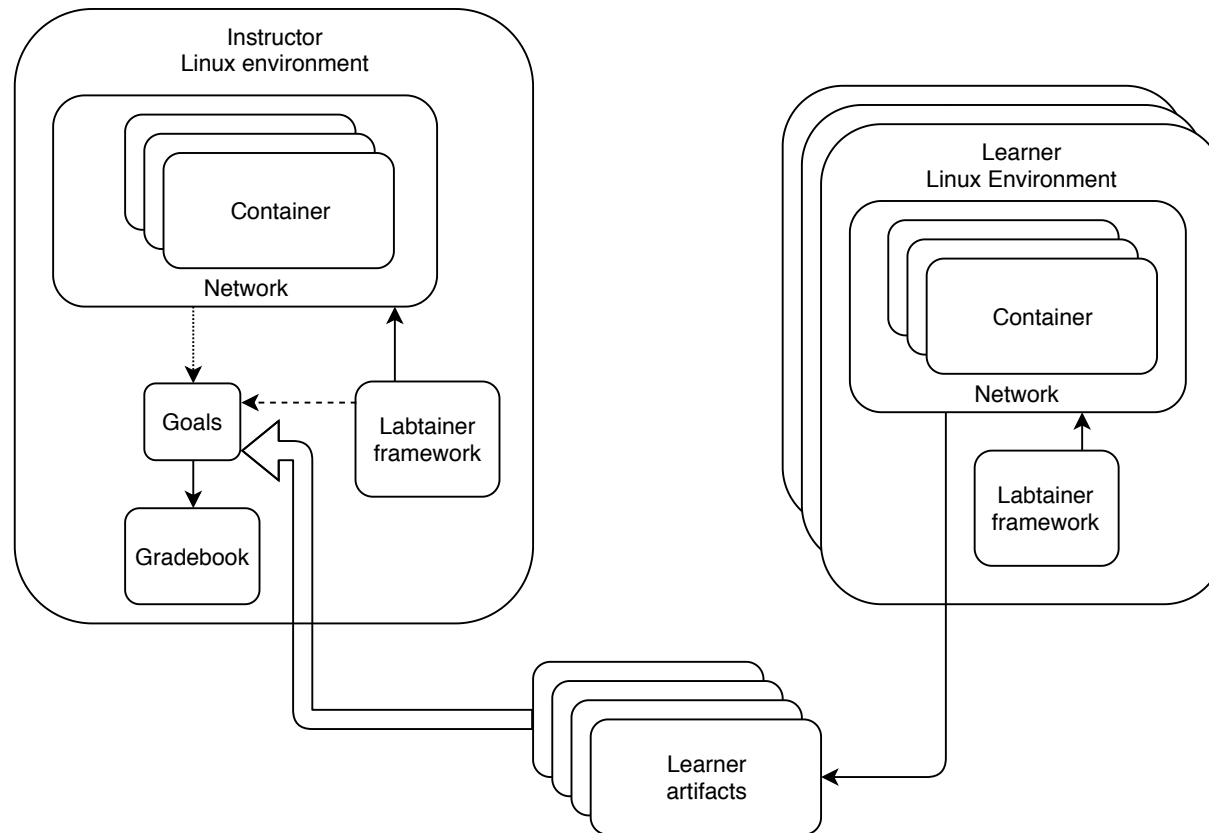 Instructor
Linux environment
Container
Network
Goals
Labtainer
framework
Gradebook
Learner
Linux Environment
Container
Network
Labtainer
framework
Learner
artifacts